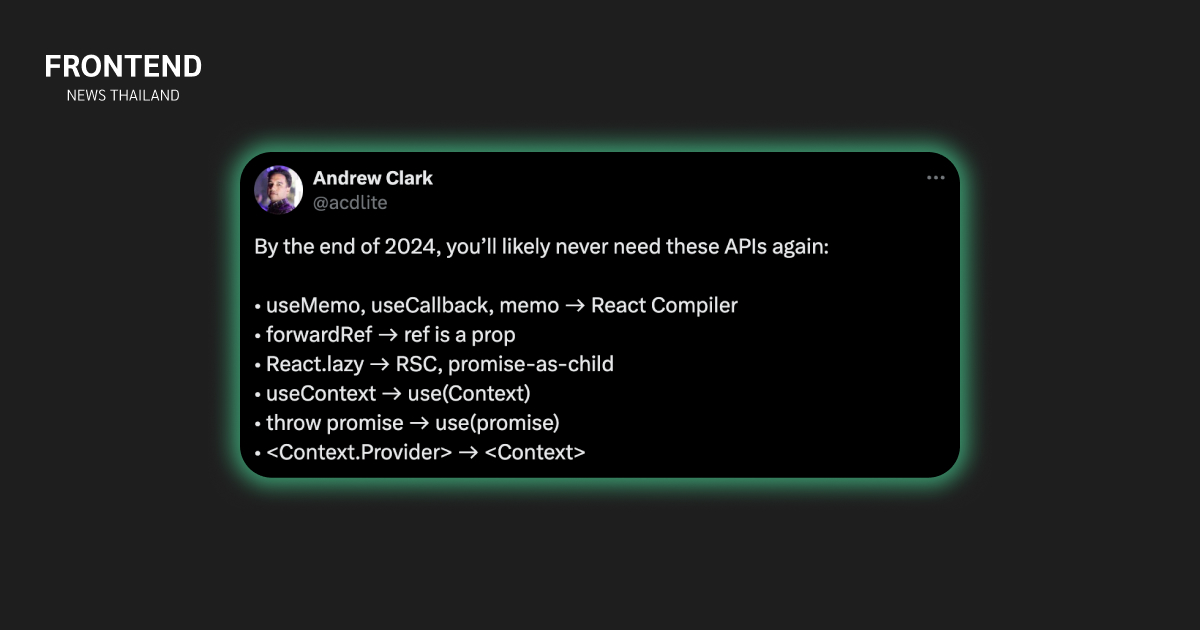 FRONTEND
NEWS THAILAND
Andrew Clark
@acdlite
By the end of 2024, you’ll likely never need these APIs again:
• useMemo, useCallback, memo → React Compiler
• forwardRef → ref is a prop
• React.lazy → RSC, promise-as-child
• useContext → use(Context)
• throw promise → use(promise)
• <Context.Provider> → <Context>